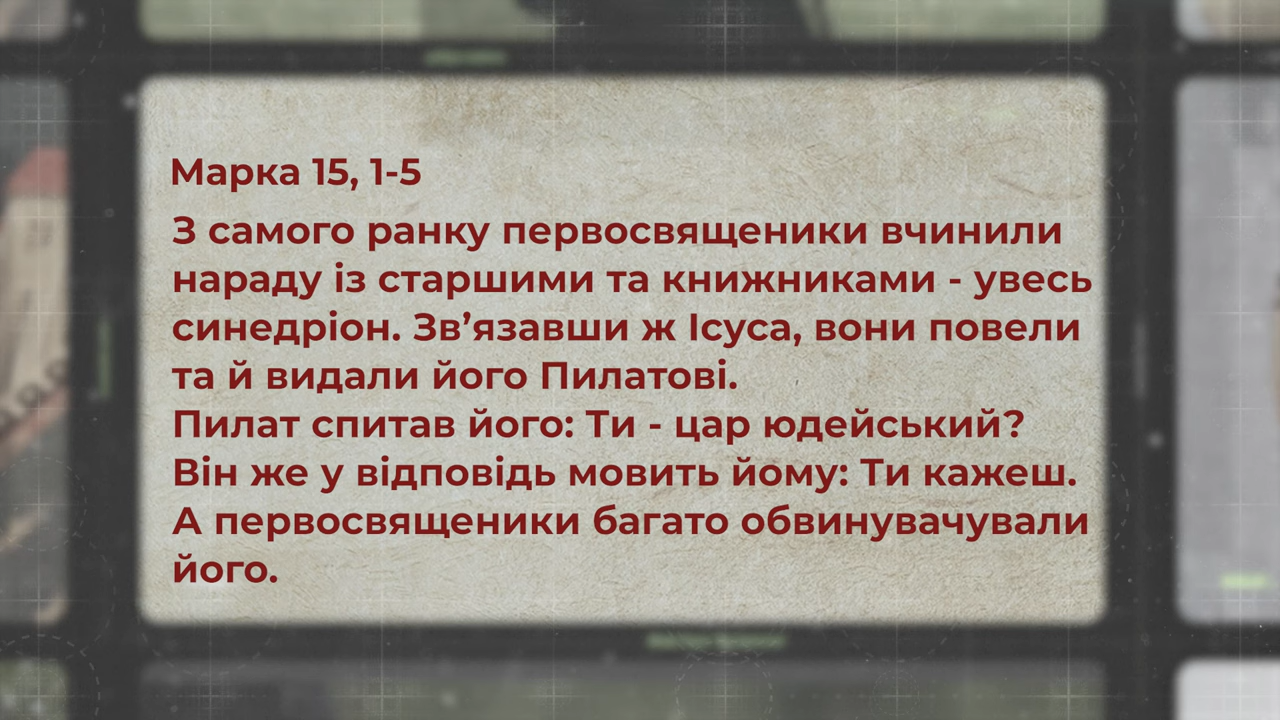 Марка 15, 1-5
З самого ранку первосвященики вчинили
нараду із старшими та книжниками - увесь
синедріон. Зв’язавши ж Ісуса, вони повели
та й видали його Пилатові.
Пилат спитав його: Ти - цар юдейський?
Він же у відповідь мовить йому: Ти кажеш.
А первосвященики багато обвинувачували
його.